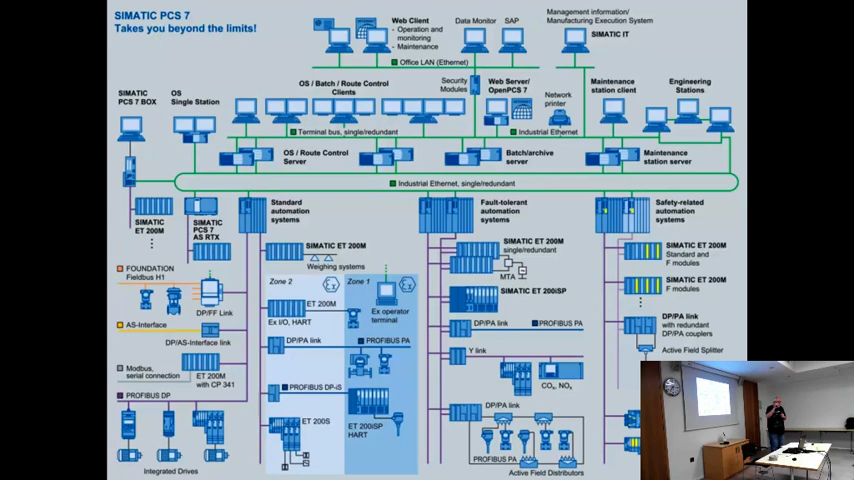 SIMATIC PCS 7
Takes you beyond the limits!
Web Client
- Operation and
monitoring
- Maintenance
Data Monitor
SAP
Management information/
Manufacturing Execution System
SIMATIC IT
Office LAN (Ethernet)
SIMATIC
PCS 7 BOX
OS
Single Station
OS / Batch / Route Control
Clients
Security
Modules
Web Server/
OpenPCS 7
Network
printer
Maintenance
station client
Engineering
Stations
Terminal bus, single/redundant
Industrial Ethernet
OS / Route Control
Server
Batch/archive
server
Maintenance
station server
Industrial Ethernet, single/redundant
SIMATIC
ET 200M
SIMATIC
PCS 7
AS RTX
Standard
automation
systems
Fault-tolerant
automation
systems
Safety-related
automation
systems
SIMATIC ET 200M
Weighing systems
SIMATIC ET 200M
single/redundant
MTA
SIMATIC ET 200M
Standard and
F modules
SIMATIC ET 200M
F modules
FOUNDATION
Fieldbus H1
DP/FF Link
Zone 2
Zone 1
ET 200M
Ex I/O, HART
Ex operator
terminal
SIMATIC ET 200iSP
DP/PA link
with redundant
DP/PA couplers
Active Field Splitter
AS-Interface
DP/AS-Interface link
DP/PA link
PROFIBUS PA
DP/PA link
PROFIBUS PA
Modbus,
serial connection
ET 200M
with CP 341
Y link
COₓ, NOₓ
PROFIBUS DP
PROFIBUS DP-iS
ET 200S
ET 200iSP
HART
DP/PA link
PROFIBUS PA
Active Field Distributors
Integrated Drives